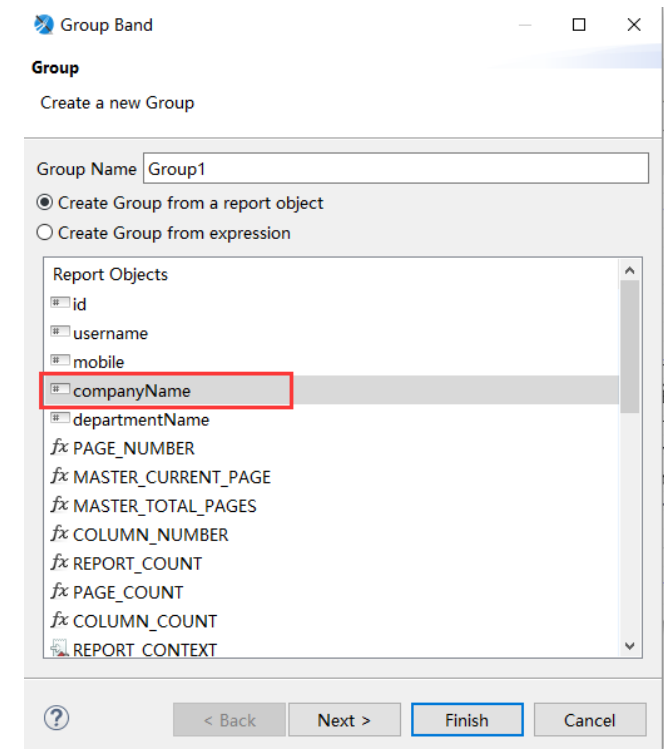 Group Band
Group
Create a new Group
Group Name Group1
Create Group from a report object
Create Group from expression
Report Objects
id
username
mobile
companyName
departmentName
fx PAGE_NUMBER
fx MASTER_CURRENT_PAGE
fx MASTER_TOTAL_PAGES
fx COLUMN_NUMBER
fx REPORT_COUNT
fx PAGE_COUNT
fx COLUMN_COUNT
REPORT_CONTEXT
? < Back Next > Finish Cancel